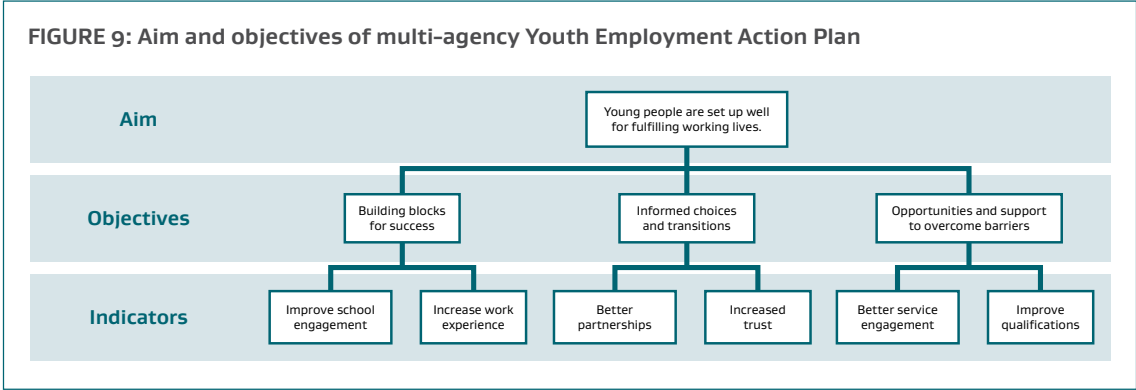 FIGURE 9: Aim and objectives of multi-agency Youth Employment Action Plan
Aim
Young people are set up well
for fulfilling working lives.
Objectives
Building blocks
for success
Informed choices
and transitions
Opportunities and support
to overcome barriers
Indicators
Improve school
engagement
Increase work
experience
Better
partnerships
Increased
trust
Better service
engagement
Improve
qualifications